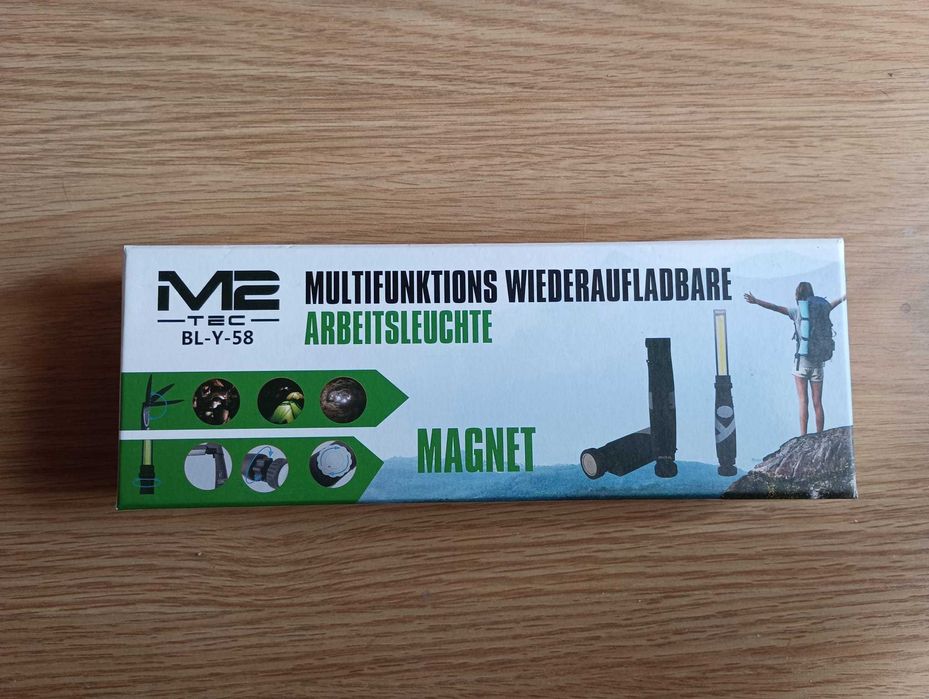 M2
TEC
BL-Y-58
MULTIFUNKTIONS WIEDERAUFLADBARE
ARBEITSLEUCHTE
MAGNET